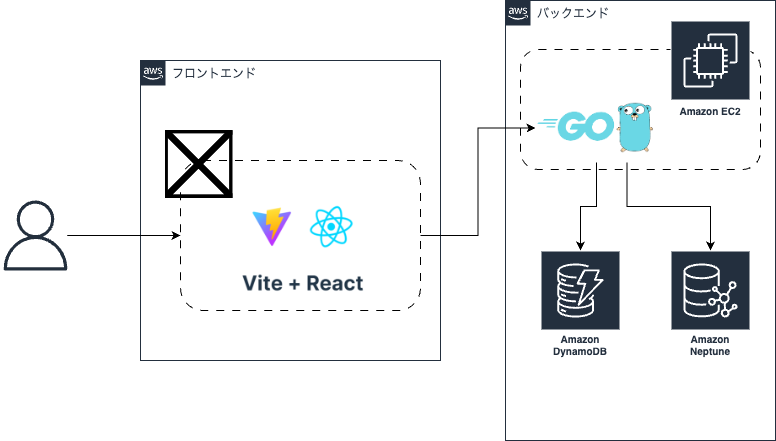 aws フロントエンド
Vite + React
aws バックエンド
Amazon EC2
GO
Amazon
DynamoDB
Amazon
Neptune